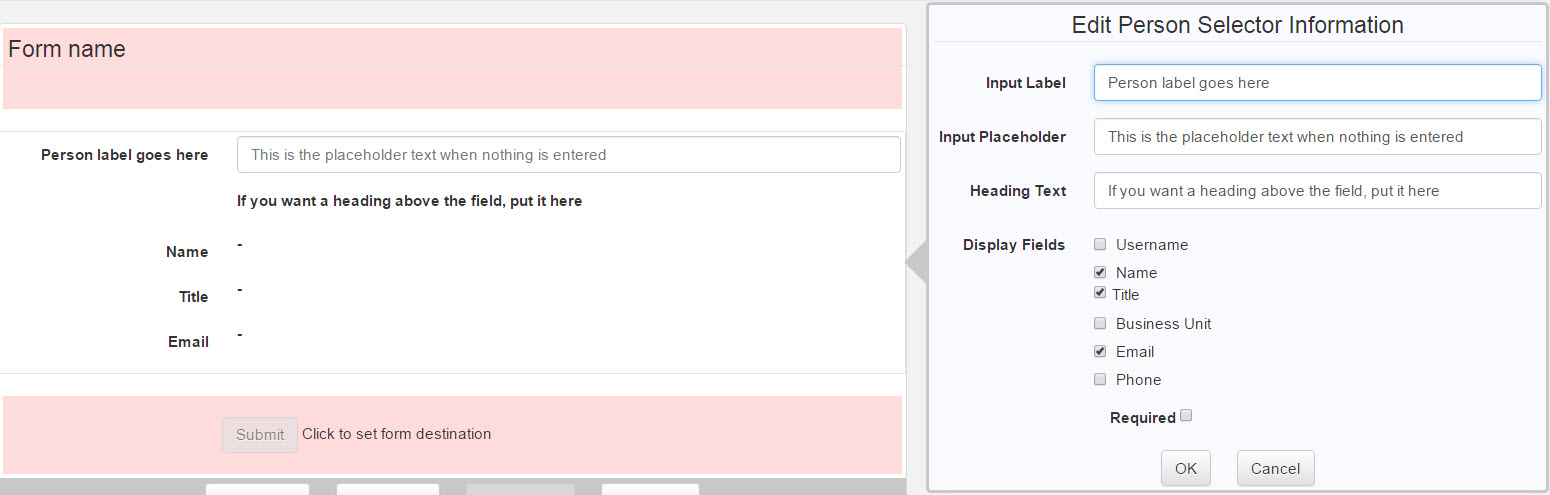 Form name
Person label goes here
This is the placeholder text when nothing is entered
If you want a heading above the field, put it here
Name -
Title -
Email -
Submit Click to set form destination
Edit Person Selector Information
Input Label Person label goes here
Input Placeholder This is the placeholder text when nothing is entered
Heading Text If you want a heading above the field, put it here
Display Fields Username
Name
Title
Business Unit
Email
Phone
Required
OK Cancel